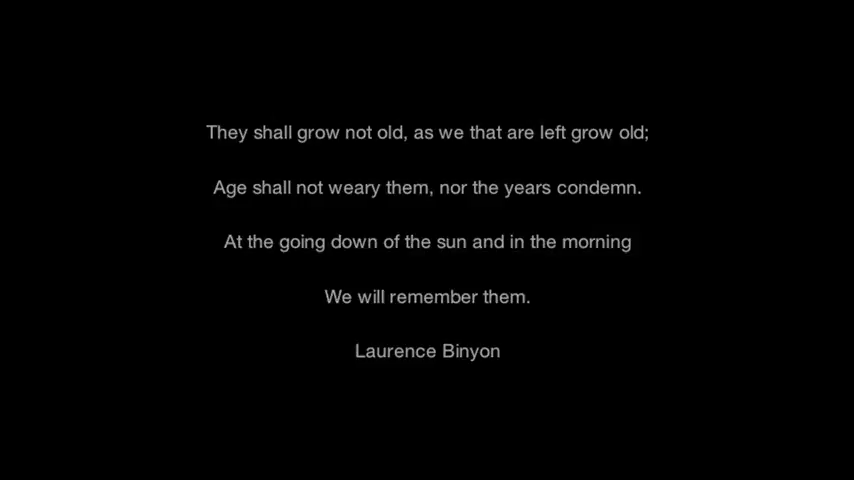 They shall grow not old, as we that are left grow old;
Age shall not weary them, nor the years condemn.
At the going down of the sun and in the morning
We will remember them.
Laurence Binyon